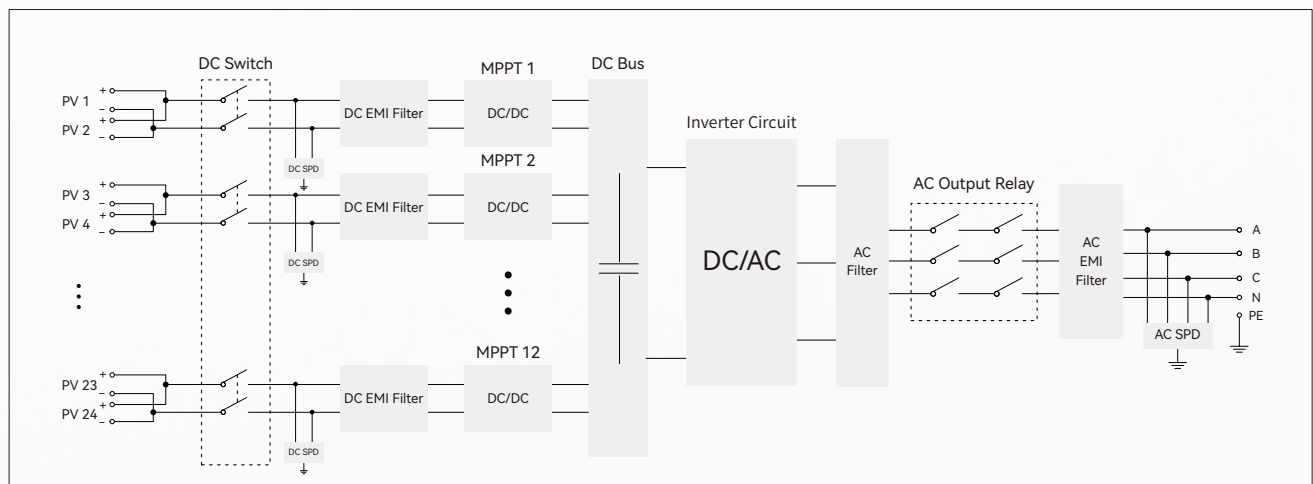 DC Switch
MPPT 1
DC Bus
PV 1
+
−
PV 2
+
−
DC EMI Filter
DC/DC
DC SPD
Inverter Circuit
MPPT 2
PV 3
+
−
PV 4
+
−
DC EMI Filter
DC/DC
DC SPD
DC/AC
AC
Filter
AC Output Relay
AC
EMI
Filter
A
B
C
N
PE
AC SPD
MPPT 12
PV 23
+
−
PV 24
+
−
DC EMI Filter
DC/DC
DC SPD